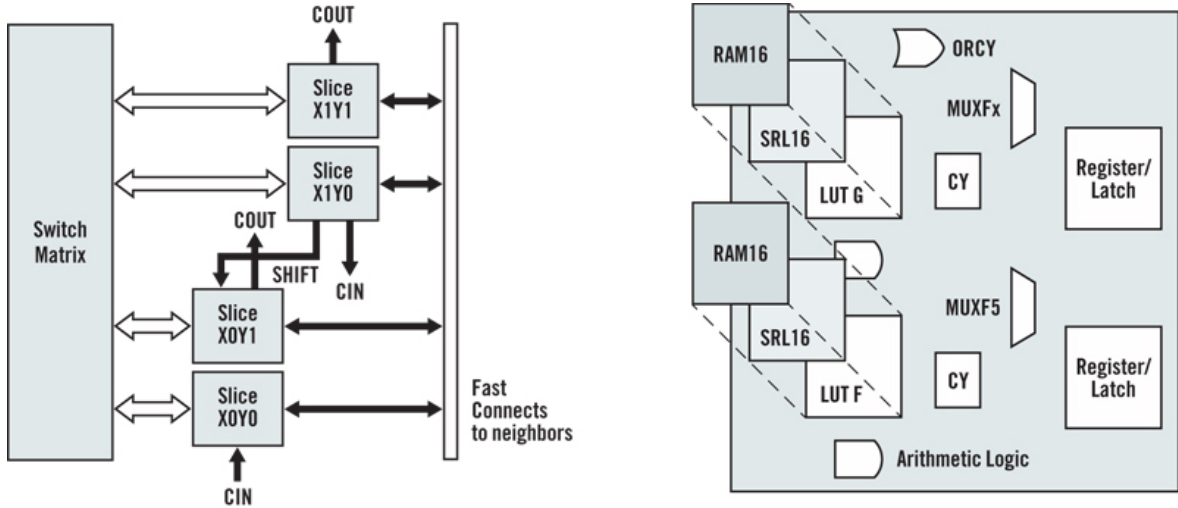 COUT
Slice
X1Y1
Slice
X1Y0
Switch
Matrix
COUT
SHIFT
CIN
Slice
X0Y1
Slice
X0Y0
Fast
Connects
to neighbors
CIN
RAM16
ORCY
MUXFx
SRL16
Register/
Latch
CY
LUT G
RAM16
MUXF5
SRL16
Register/
Latch
CY
LUT F
Arithmetic Logic